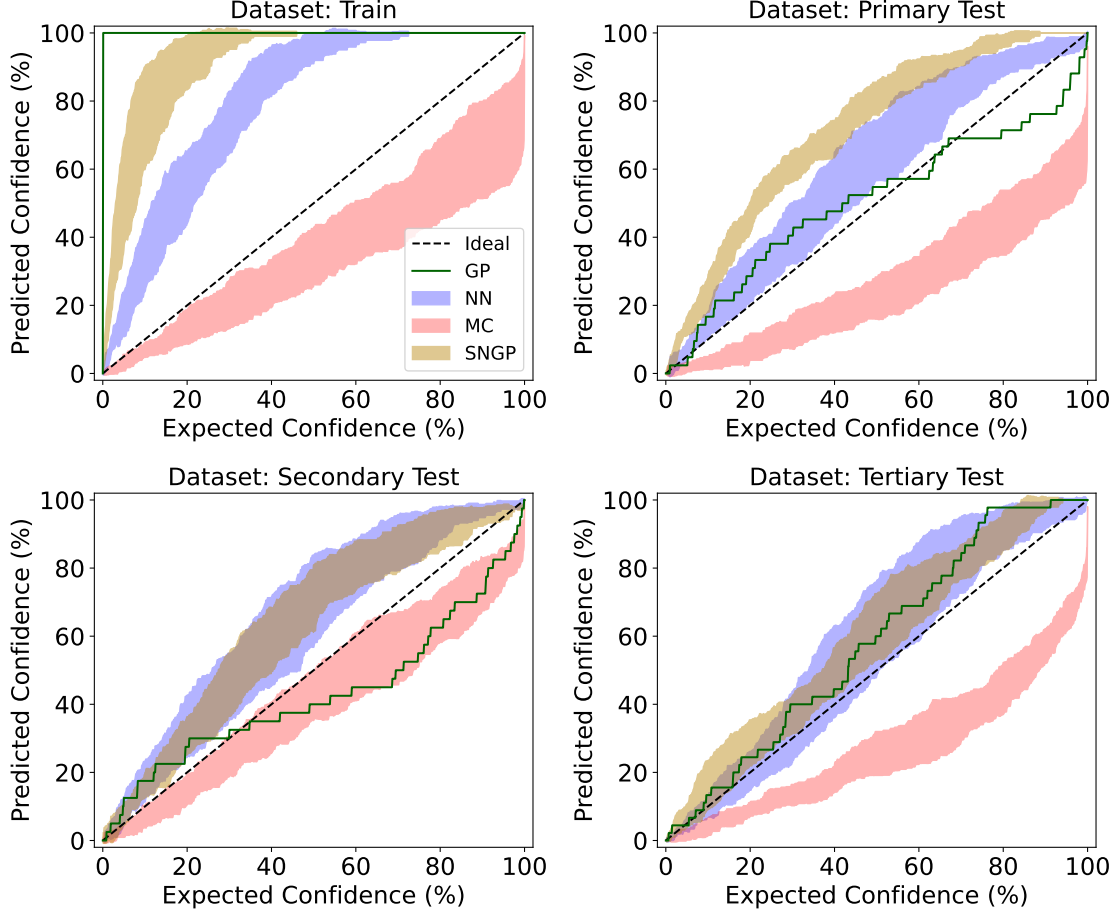 Dataset: Train
Predicted Confidence (%)
100
80
60
40
20
0
0 20 40 60 80 100
Expected Confidence (%)
Ideal
GP
NN
MC
SNGP
Dataset: Primary Test
Predicted Confidence (%)
100
80
60
40
20
0
0 20 40 60 80 100
Expected Confidence (%)
Dataset: Secondary Test
Predicted Confidence (%)
100
80
60
40
20
0
0 20 40 60 80 100
Expected Confidence (%)
Dataset: Tertiary Test
Predicted Confidence (%)
100
80
60
40
20
0
0 20 40 60 80 100
Expected Confidence (%)